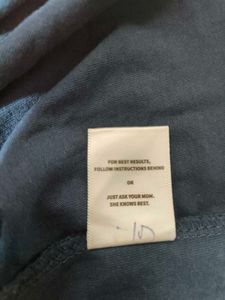 FOR BEST RESULTS,
FOLLOW INSTRUCTIONS BEHIND
OR
JUST ASK YOUR MOM.
SHE KNOWS BEST.